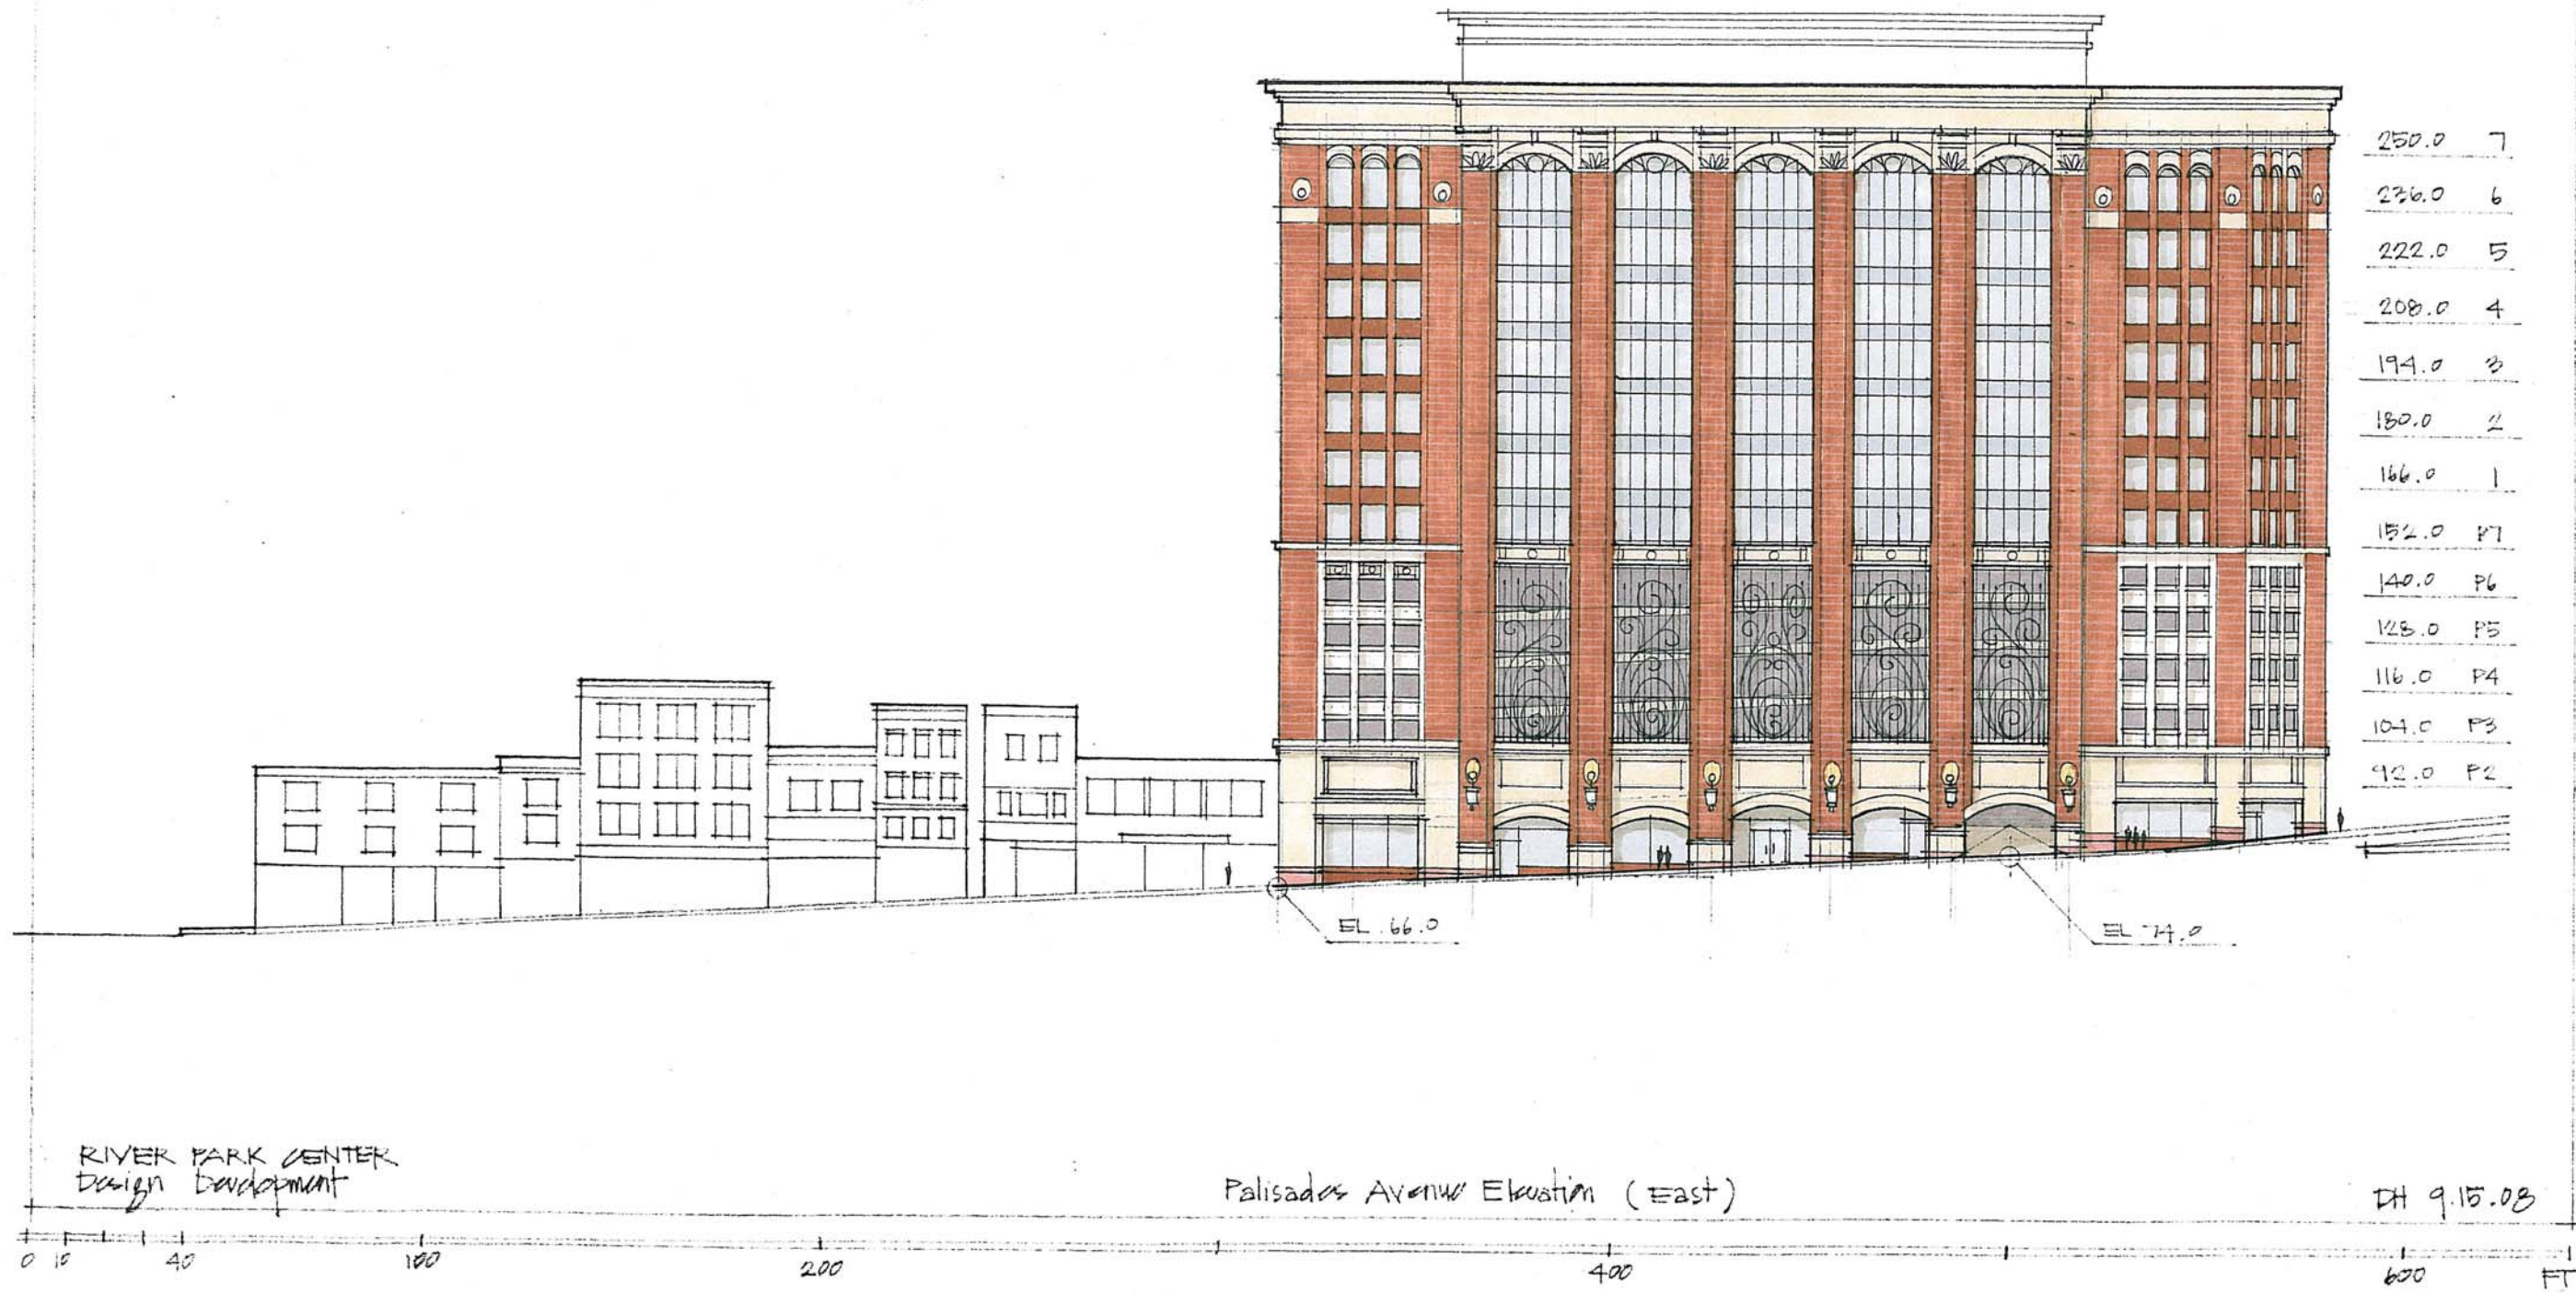 250.0 7
236.0 6
222.0 5
208.0 4
194.0 3
180.0 2
166.0 1
152.0 P7
140.0 P6
128.0 P5
116.0 P4
104.0 P3
92.0 P2
EL. 66.0
EL 74.0
RIVER PARK CENTER
Design Development
Palisades Avenue Elevation (East)
DH 9.15.08
0 10 40 100 200 400 600 FT